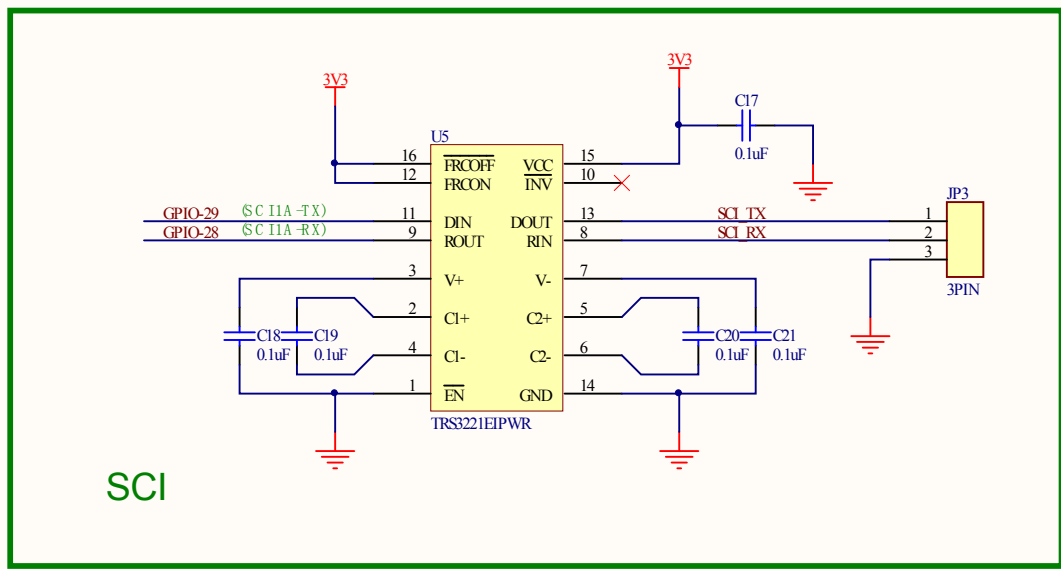 3V3
3V3
C17
0.1uF
U5
16 FRCOFF VCC 15
12 FRCON INV 10
JP3
GPIO-29 (SCI1A-TX) 11 DIN DOUT 13 SCI_TX 1
GPIO-28 (SCI1A-RX) 9 ROUT RIN 8 SCI_RX 2
3
3PIN
3 V+ V- 7
2 C1+ C2+ 5
C18 C19 C20 C21
0.1uF 0.1uF 0.1uF 0.1uF
4 C1- C2- 6
1 EN GND 14
TRS3221EIPWR
SCI